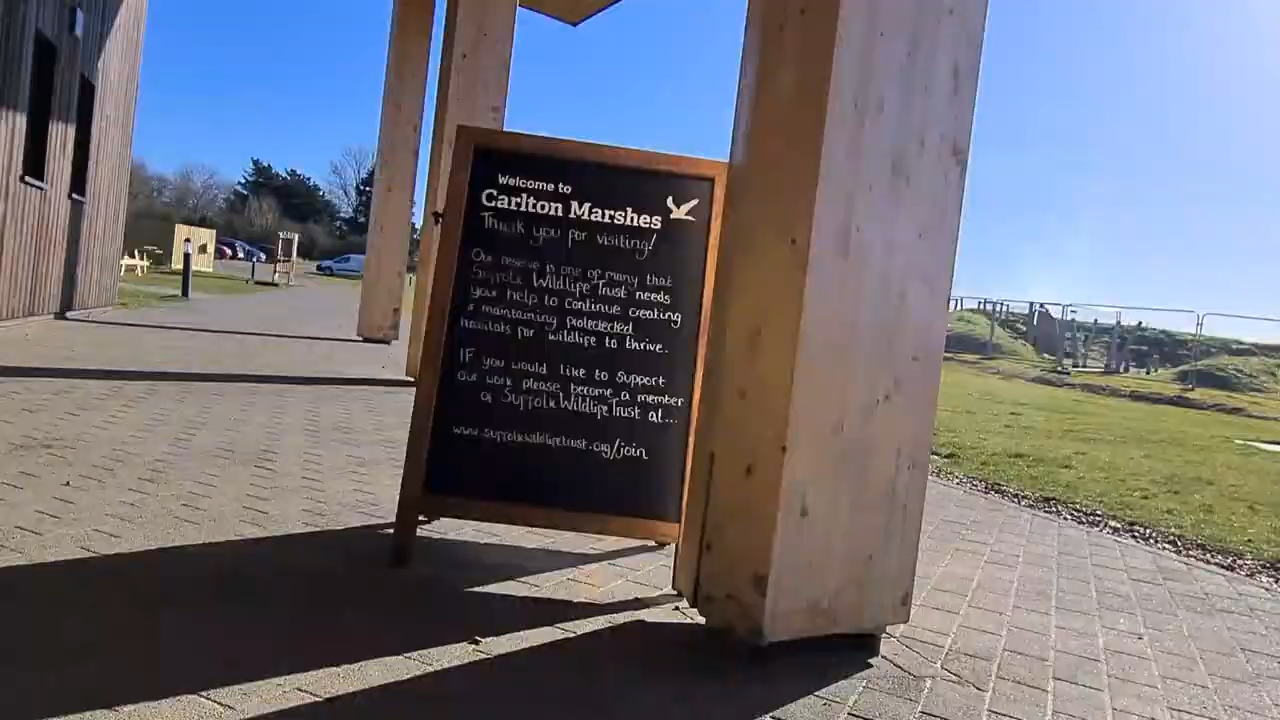 Welcome to
Carlton Marshes
Thank you for visiting!
Our reserve is one of many that
Suffolk Wildlife Trust needs
your help to continue creating
& maintaining protedected
havitats for wildlife to thrive.
IF you would like to support
our work please become a member
of Suffolk Wildlife Trust at...
www.suffolkwildlifetrust.org/join